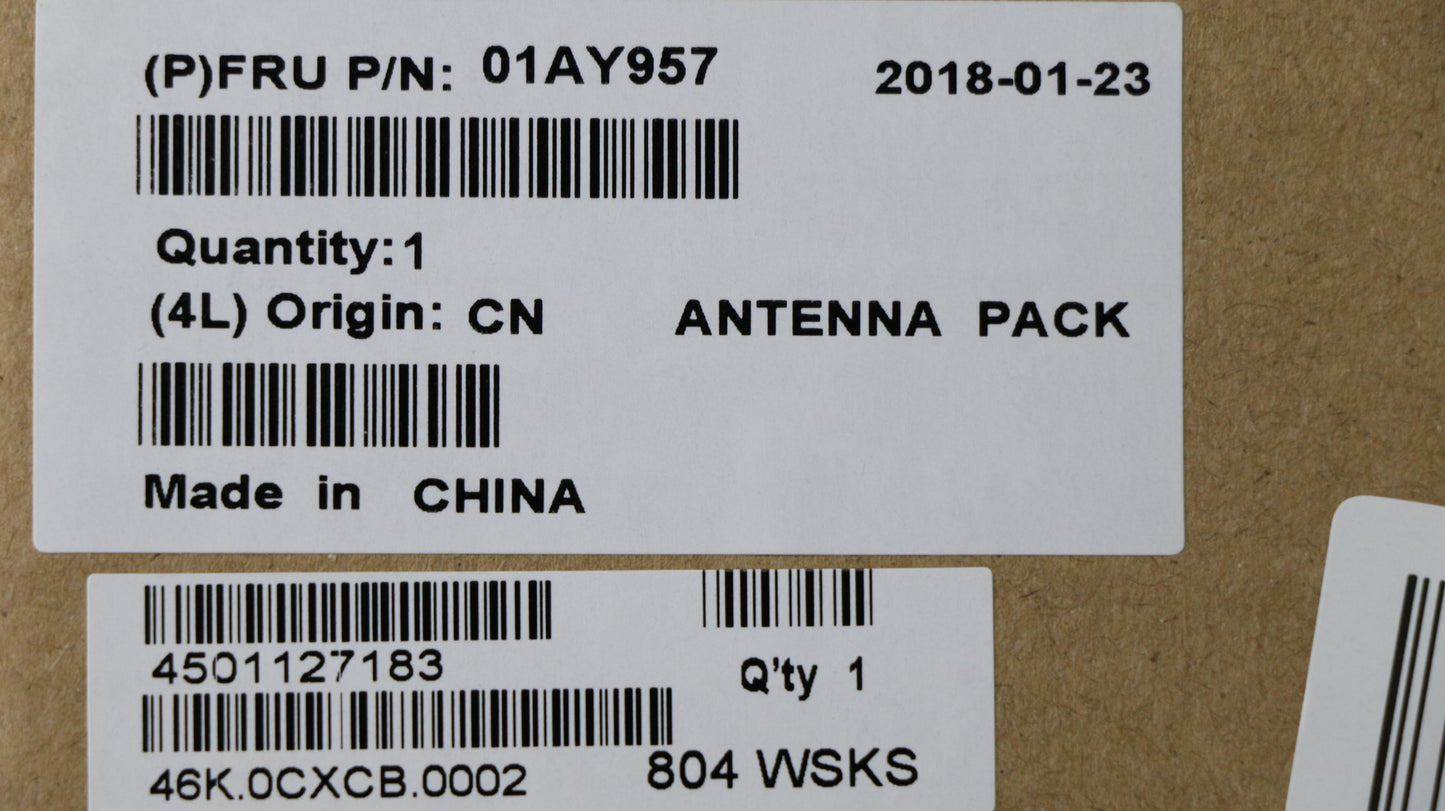 (P)FRU P/N: 01AY957 2018-01-23
Quantity:1
(4L) Origin: CN ANTENNA PACK
Made in CHINA
4501127183
Q'ty 1
46K.0CXCB.0002
804 WSKS